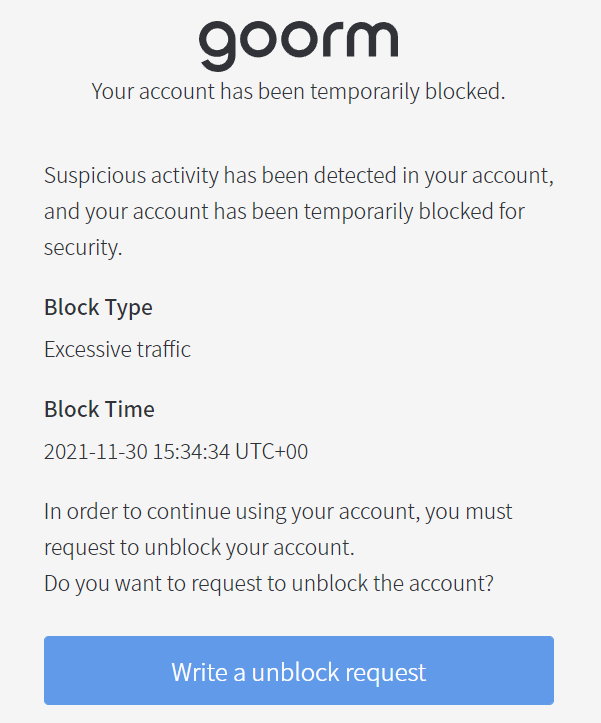 goorm
Your account has been temporarily blocked.
Suspicious activity has been detected in your account,
and your account has been temporarily blocked for
security.
Block Type
Excessive traffic
Block Time
2021-11-30 15:34:34 UTC+00
In order to continue using your account, you must
request to unblock your account.
Do you want to request to unblock the account?
Write a unblock request